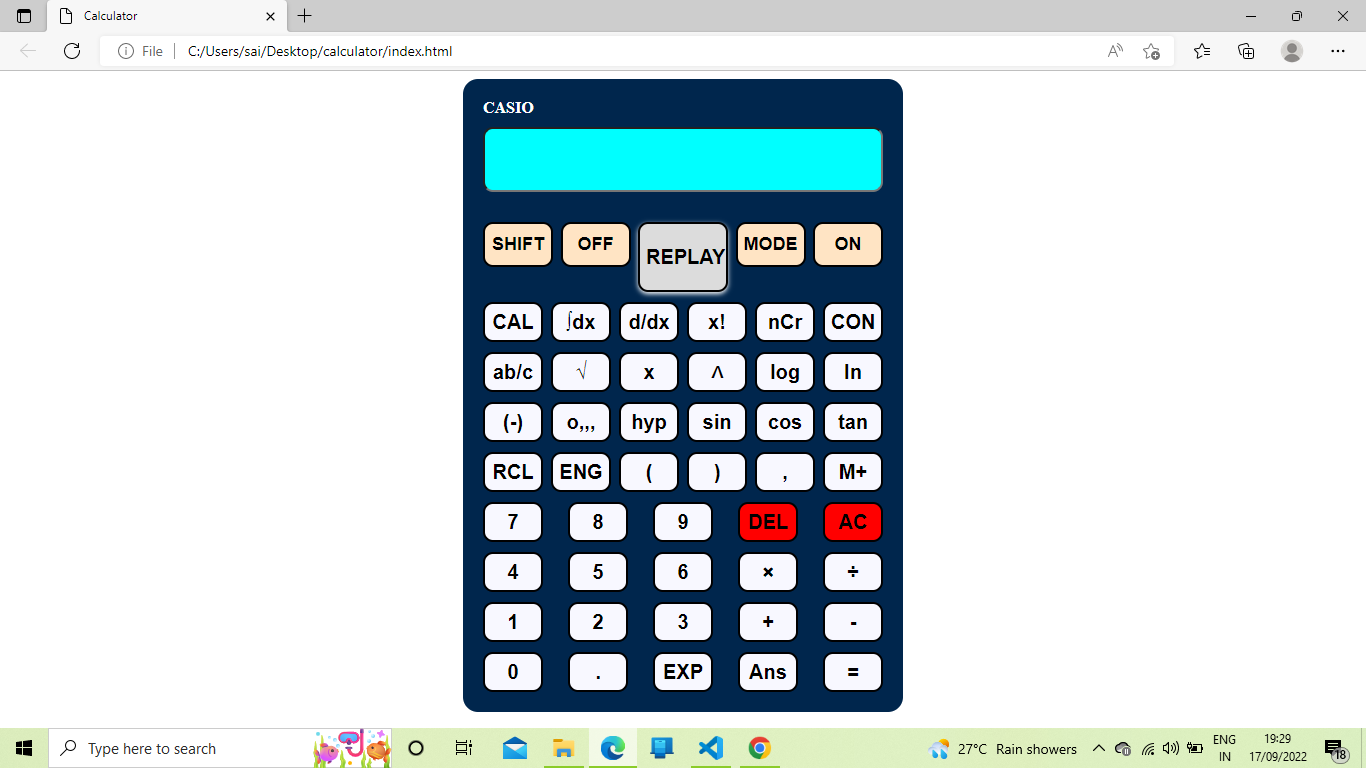 Calculator
File C:/Users/sai/Desktop/calculator/index.html
CASIO
SHIFT OFF REPLAY MODE ON
CAL ∫dx d/dx x! nCr CON
ab/c √ x ^ log ln
(-) o,,, hyp sin cos tan
RCL ENG ( ) , M+
7 8 9 DEL AC
4 5 6 × ÷
1 2 3 + -
0 . EXP Ans =
Type here to search
27°C Rain showers
ENG
IN
19:29
17/09/2022
18